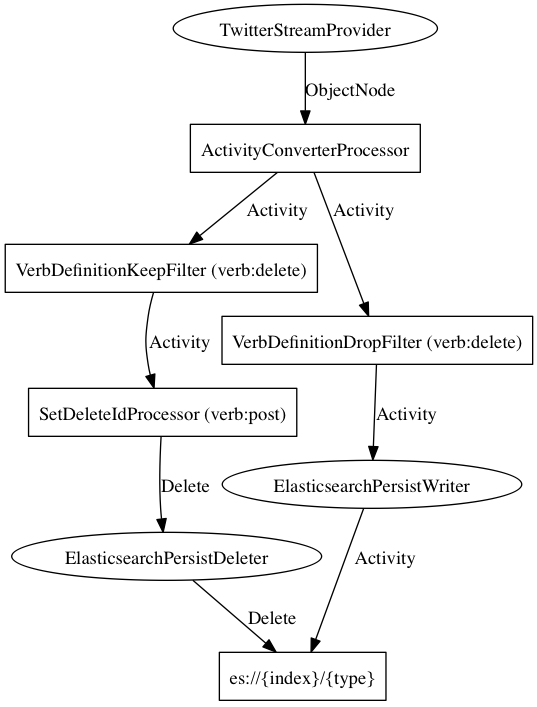 TwitterStreamProvider
ObjectNode
ActivityConverterProcessor
Activity
Activity
VerbDefinitionKeepFilter (verb:delete)
VerbDefinitionDropFilter (verb:delete)
Activity
Activity
SetDeleteIdProcessor (verb:post)
Delete
ElasticsearchPersistWriter
ElasticsearchPersistDeleter
Activity
Delete
es://{index}/{type}